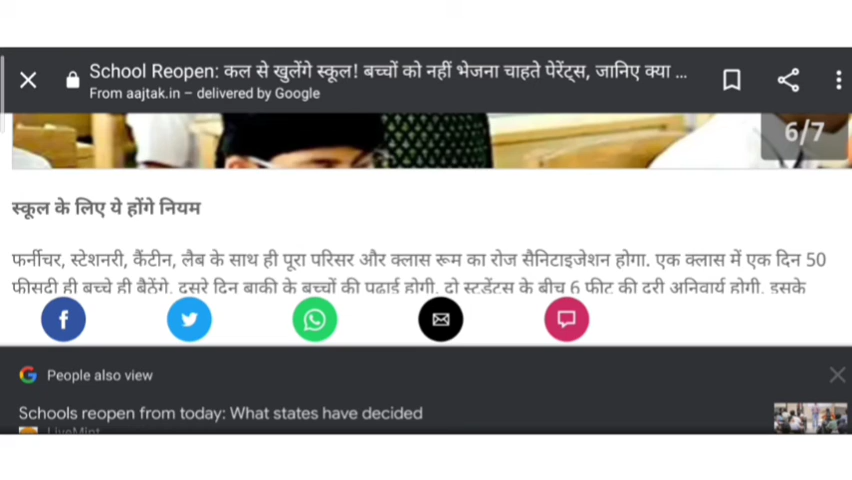 School Reopen: कल से खुलेंगे स्कूल! बच्चों को नहीं भेजना चाहते पेरेंट्स, जानिए क्या ...
From aajtak.in – delivered by Google
6/7
स्कूल के लिए ये होंगे नियम
फर्नीचर, स्टेशनरी, कैंटीन, लैब के साथ ही पूरा परिसर और क्लास रूम का रोज सैनिटाइजेशन होगा. एक क्लास में एक दिन 50
फीसदी ही बच्चे ही बैठेंगे. दूसरे दिन बाकी के बच्चों की पढ़ाई होगी. दो स्टूडेंट्स के बीच 6 फीट की दूरी अनिवार्य होगी. इसके
People also view
Schools reopen from today: What states have decided
LiveMint